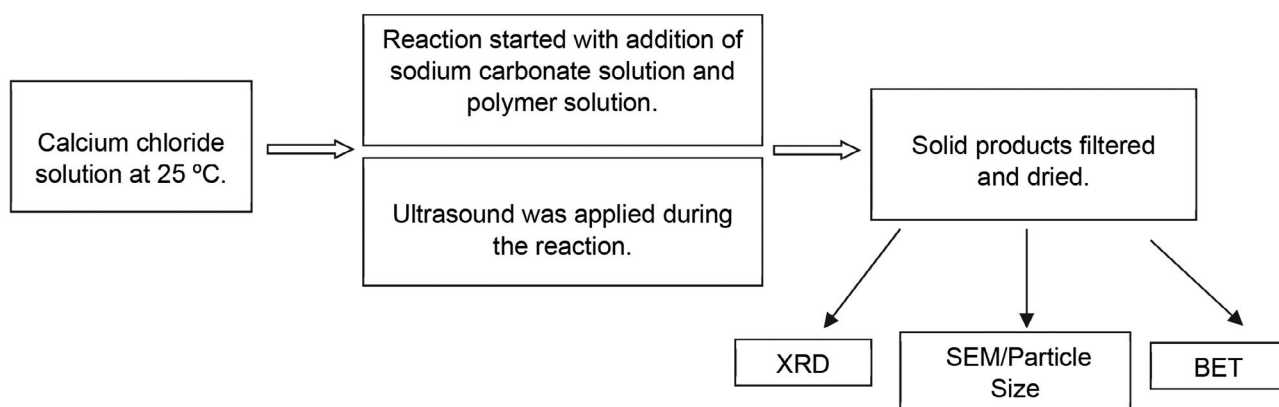 Calcium chloride
solution at 25 ºC.
Reaction started with addition of
sodium carbonate solution and
polymer solution.
Ultrasound was applied during
the reaction.
Solid products filtered
and dried.
XRD
SEM/Particle
Size
BET